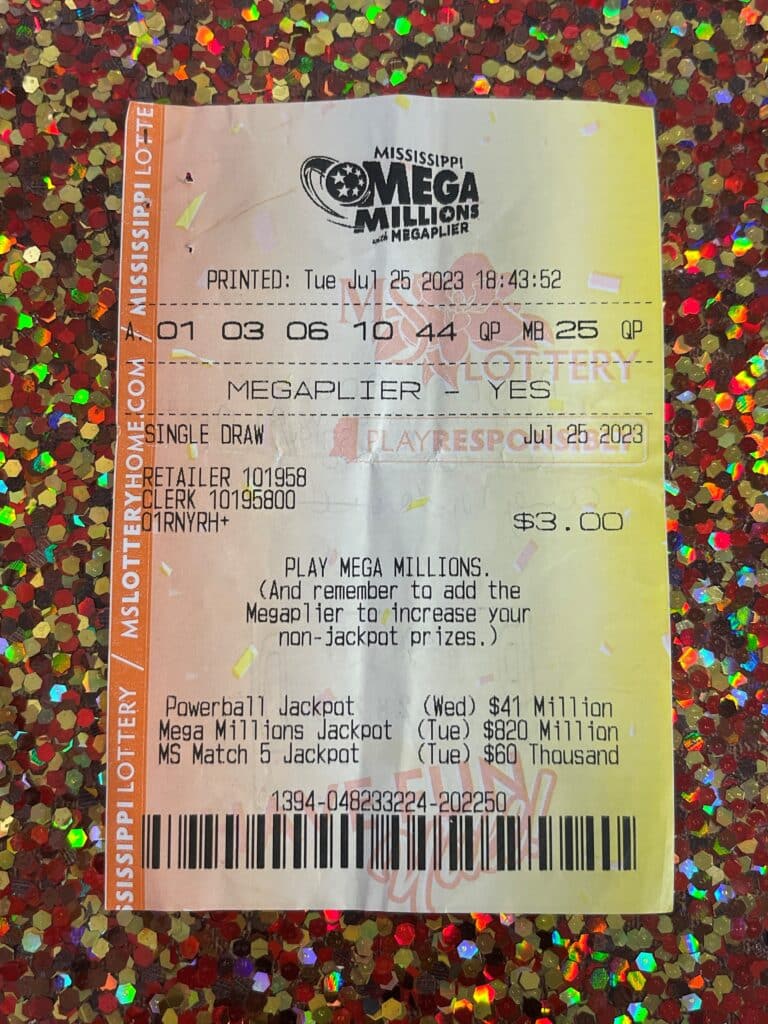 MISSISSIPPI
MEGA
MILLIONS
with MEGAPLIER
PRINTED: Tue Jul 25 2023 18:43:52
A. 01 03 06 10 44 QP MB 25 QP
MS LOTTERY
MEGAPLIER - YES
SINGLE DRAW Jul 25 2023
PLAYRESPONSIBLY
RETAILER 101958
CLERK 10195800
01RNYRH+ $3.00
PLAY MEGA MILLIONS.
(And remember to add the
Megaplier to increase your
non-jackpot prizes.)
Powerball Jackpot (Wed) $41 Million
Mega Millions Jackpot (Tue) $820 Million
MS Match 5 Jackpot (Tue) $60 Thousand
HAVE FUN
1394-048233224-202250
SSISSIPPI LOTTERY / MSLOTTERYHOME.COM / MISSISSIPPI LOTTE